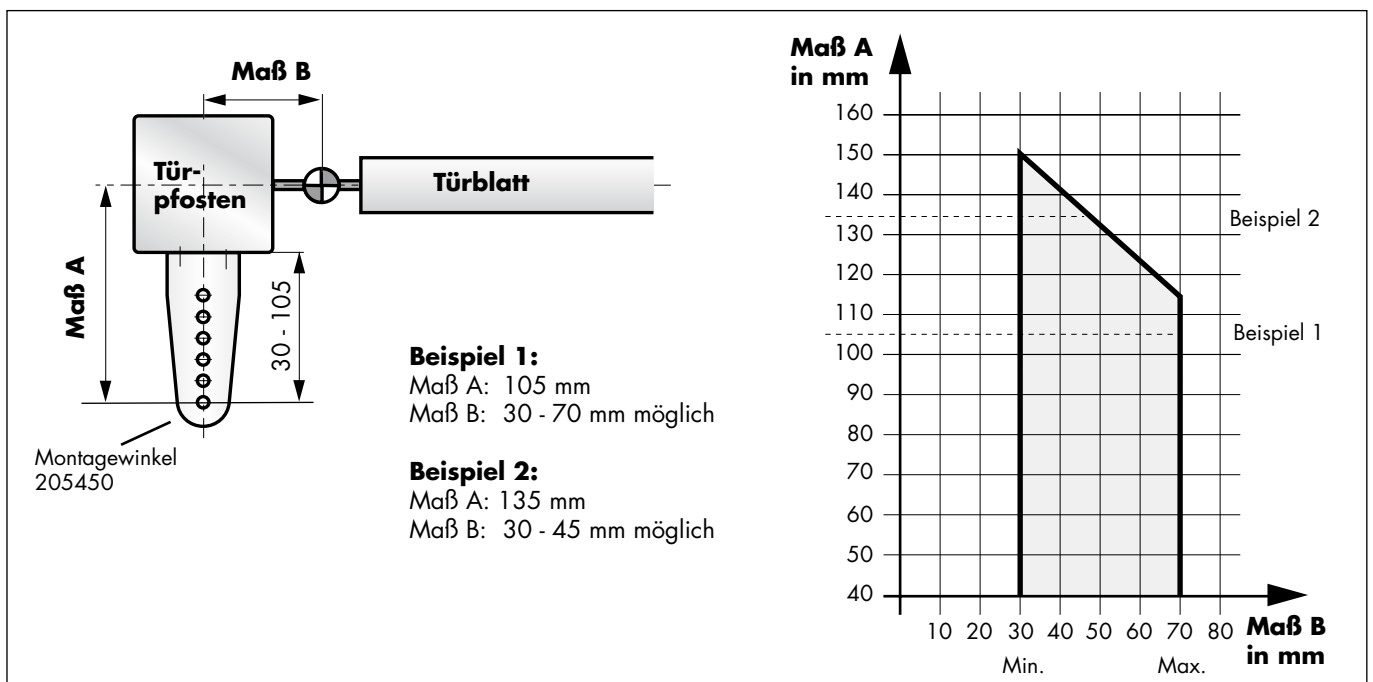 Maß B
Tür-
pfosten
Türblatt
Maß A
30 - 105
Montagewinkel
205450
Beispiel 1:
Maß A: 105 mm
Maß B: 30 - 70 mm möglich
Beispiel 2:
Maß A: 135 mm
Maß B: 30 - 45 mm möglich
Maß A
in mm
160
150
140
130
120
110
100
90
80
70
60
50
40
Beispiel 2
Beispiel 1
10 20 30 40 50 60 70 80
Min. Max.
Maß B
in mm